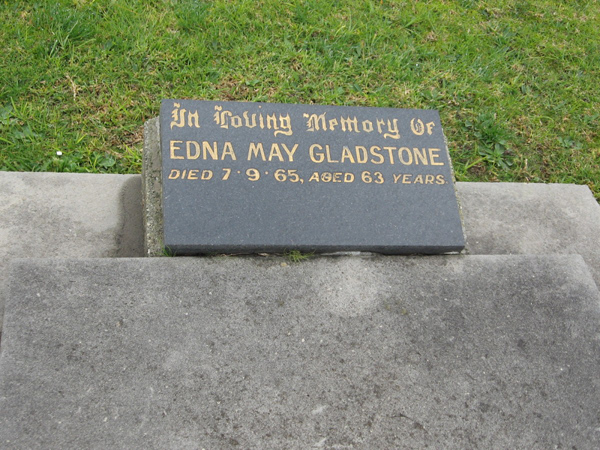 In Loving Memory Of
EDNA MAY GLADSTONE
DIED 7·9·65, AGED 63 YEARS.